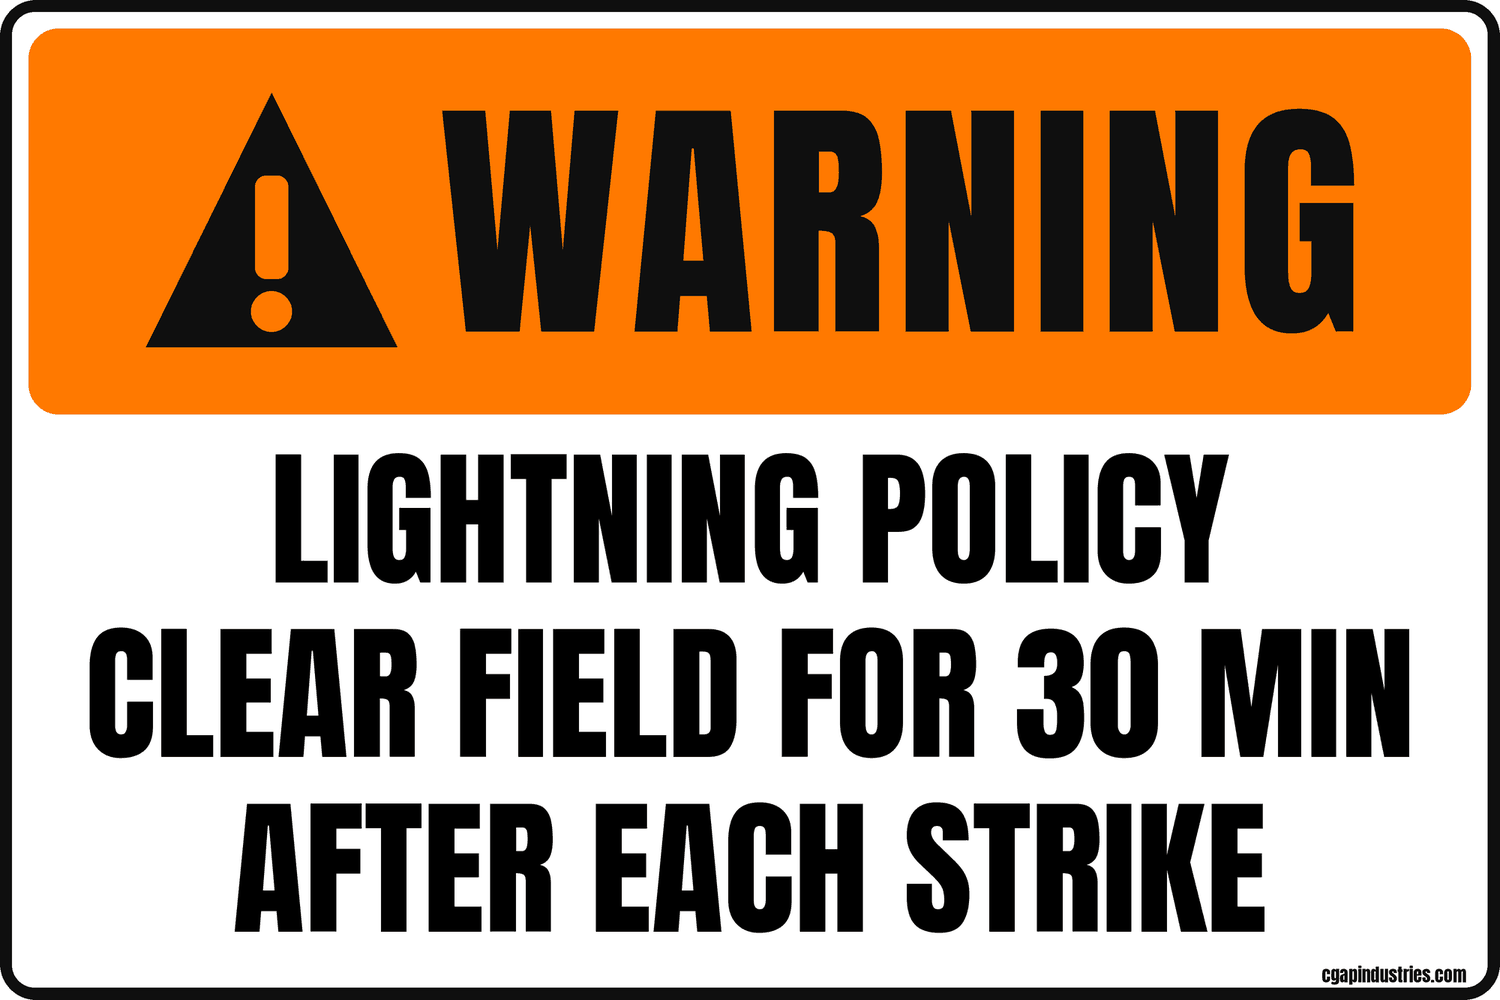 WARNING
LIGHTNING POLICY
CLEAR FIELD FOR 30 MIN
AFTER EACH STRIKE
cgapindustries.com